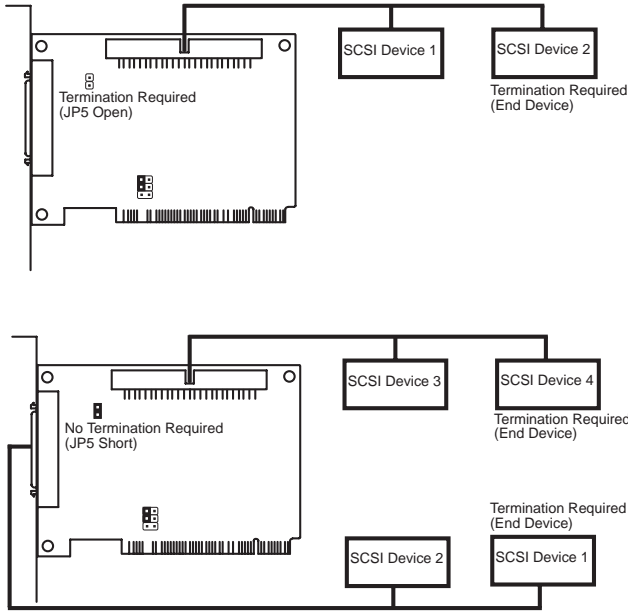 SCSI Device 1
SCSI Device 2
Termination Required
(End Device)
Termination Required
(JP5 Open)
SCSI Device 3
SCSI Device 4
Termination Required
(End Device)
No Termination Required
(JP5 Short)
Termination Required
(End Device)
SCSI Device 2
SCSI Device 1